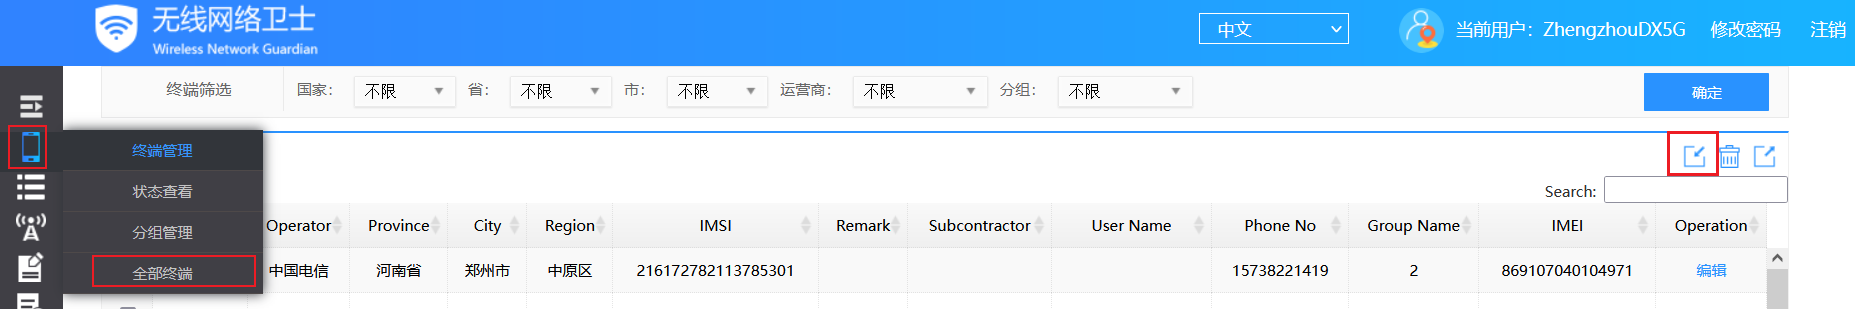 无线网络卫士
Wireless Network Guardian
中文
当前用户：ZhengzhouDX5G 修改密码 注销
终端筛选 国家： 不限 省： 不限 市： 不限 运营商： 不限 分组： 不限 确定
终端管理
状态查看
分组管理
全部终端
Search:
Operator Province City Region IMSI Remark Subcontractor User Name Phone No Group Name IMEI Operation
中国电信 河南省 郑州市 中原区 216172782113785301 15738221419 2 869107040104971 编辑